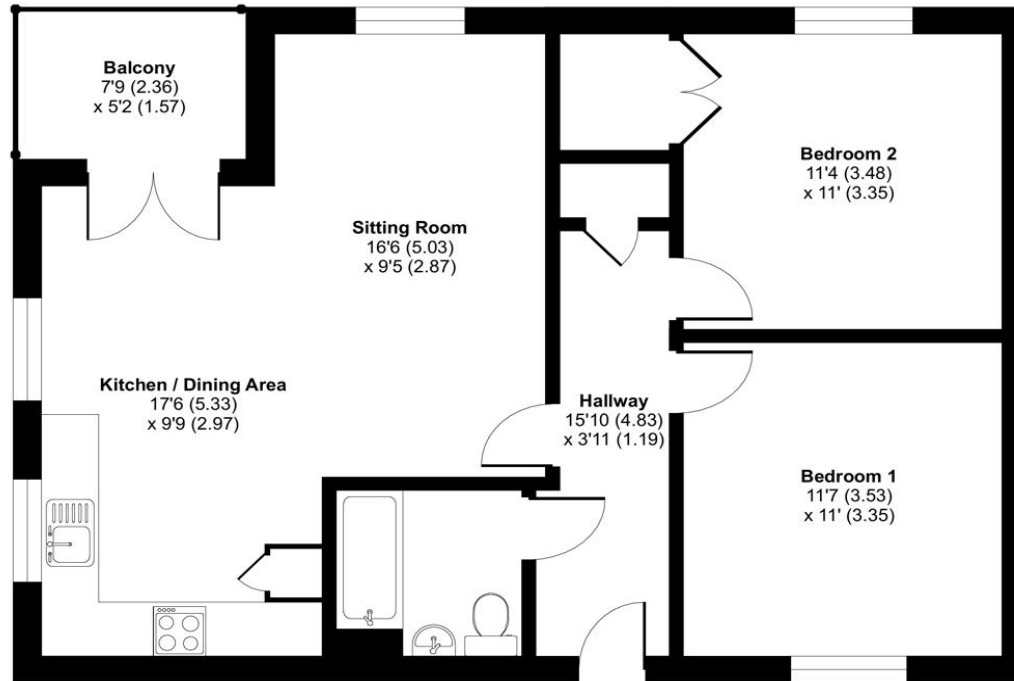 Balcony
7'9 (2.36)
x 5'2 (1.57)
Sitting Room
16'6 (5.03)
x 9'5 (2.87)
Bedroom 2
11'4 (3.48)
x 11' (3.35)
Kitchen / Dining Area
17'6 (5.33)
x 9'9 (2.97)
Hallway
15'10 (4.83)
x 3'11 (1.19)
Bedroom 1
11'7 (3.53)
x 11' (3.35)